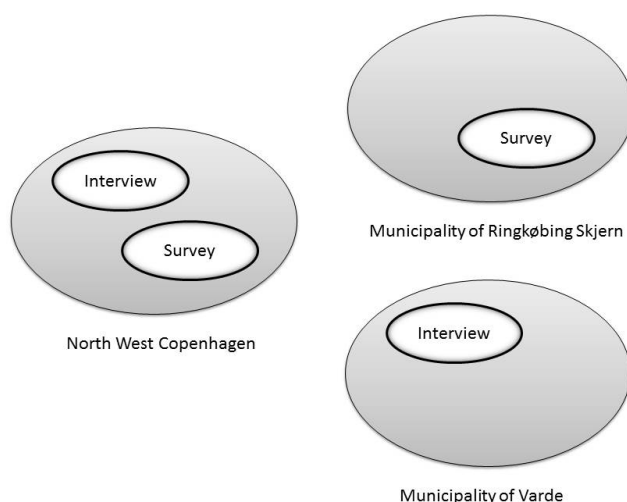 Interview
Survey
North West Copenhagen
Survey
Municipality of Ringkøbing Skjern
Interview
Municipality of Varde